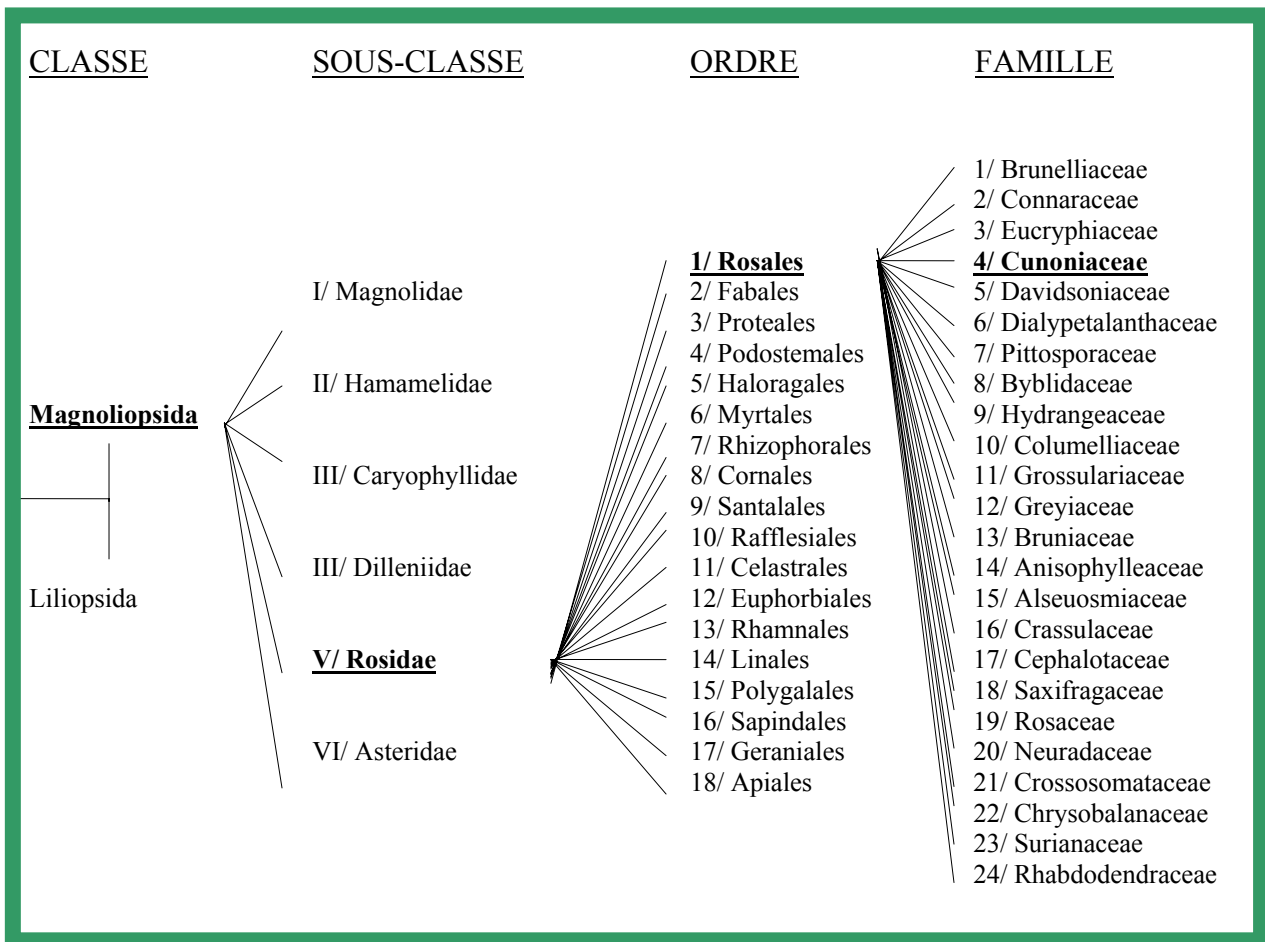 CLASSE
SOUS-CLASSE
ORDRE
FAMILLE
Magnoliopsida
Liliopsida
I/ Magnolidae
II/ Hamamelidae
III/ Caryophyllidae
III/ Dilleniidae
V/ Rosidae
VI/ Asteridae
1/ Rosales
2/ Fabales
3/ Proteales
4/ Podostemales
5/ Haloragales
6/ Myrtales
7/ Rhizophorales
8/ Cornales
9/ Santalales
10/ Rafflesiales
11/ Celastrales
12/ Euphorbiales
13/ Rhamnales
14/ Linales
15/ Polygalales
16/ Sapindales
17/ Geraniales
18/ Apiales
1/ Brunelliaceae
2/ Connaraceae
3/ Eucryphiaceae
4/ Cunoniaceae
5/ Davidsoniaceae
6/ Dialypetalanthaceae
7/ Pittosporaceae
8/ Byblidaceae
9/ Hydrangeaceae
10/ Columelliaceae
11/ Grossulariaceae
12/ Greyiaceae
13/ Bruniaceae
14/ Anisophylleaceae
15/ Alseuosmiaceae
16/ Crassulaceae
17/ Cephalotaceae
18/ Saxifragaceae
19/ Rosaceae
20/ Neuradaceae
21/ Crossosomataceae
22/ Chrysobalanaceae
23/ Surianaceae
24/ Rhabdodendraceae